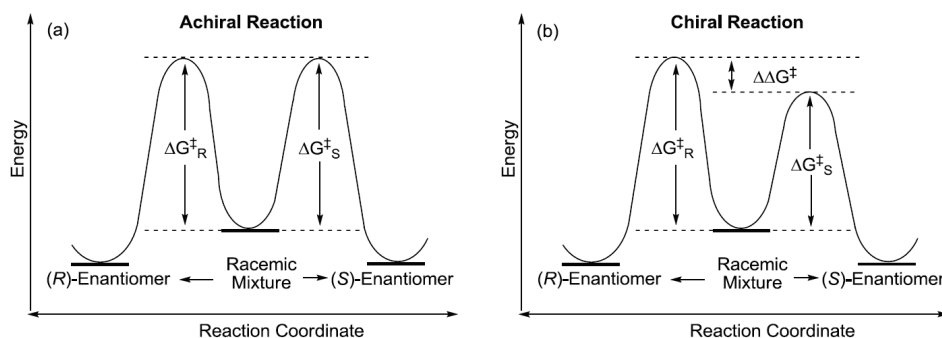 (a)
Achiral Reaction
Energy
ΔG‡R
ΔG‡S
(R)-Enantiomer
Racemic
Mixture
(S)-Enantiomer
Reaction Coordinate
(b)
Chiral Reaction
Energy
ΔΔG‡
ΔG‡R
ΔG‡S
(R)-Enantiomer
Racemic
Mixture
(S)-Enantiomer
Reaction Coordinate